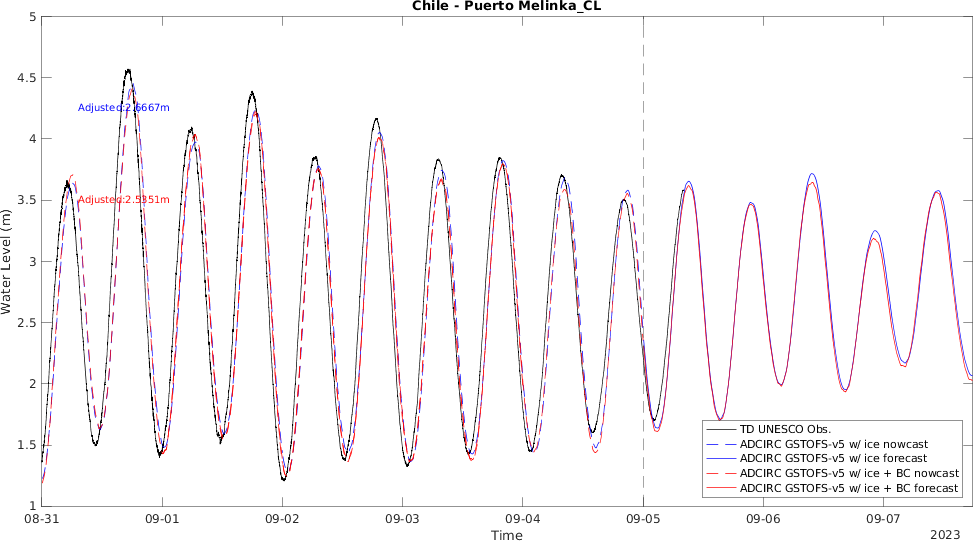 Chile - Puerto Melinka_CL
5
4.5
4
3.5
3
2.5
2
1.5
1
Water Level (m)
Adjusted:2.6667m
Adjusted:2.5351m
TD UNESCO Obs.
ADCIRC GSTOFS-v5 w/ ice nowcast
ADCIRC GSTOFS-v5 w/ ice forecast
ADCIRC GSTOFS-v5 w/ ice + BC nowcast
ADCIRC GSTOFS-v5 w/ ice + BC forecast
08-31 09-01 09-02 09-03 09-04 09-05 09-06 09-07
Time
2023